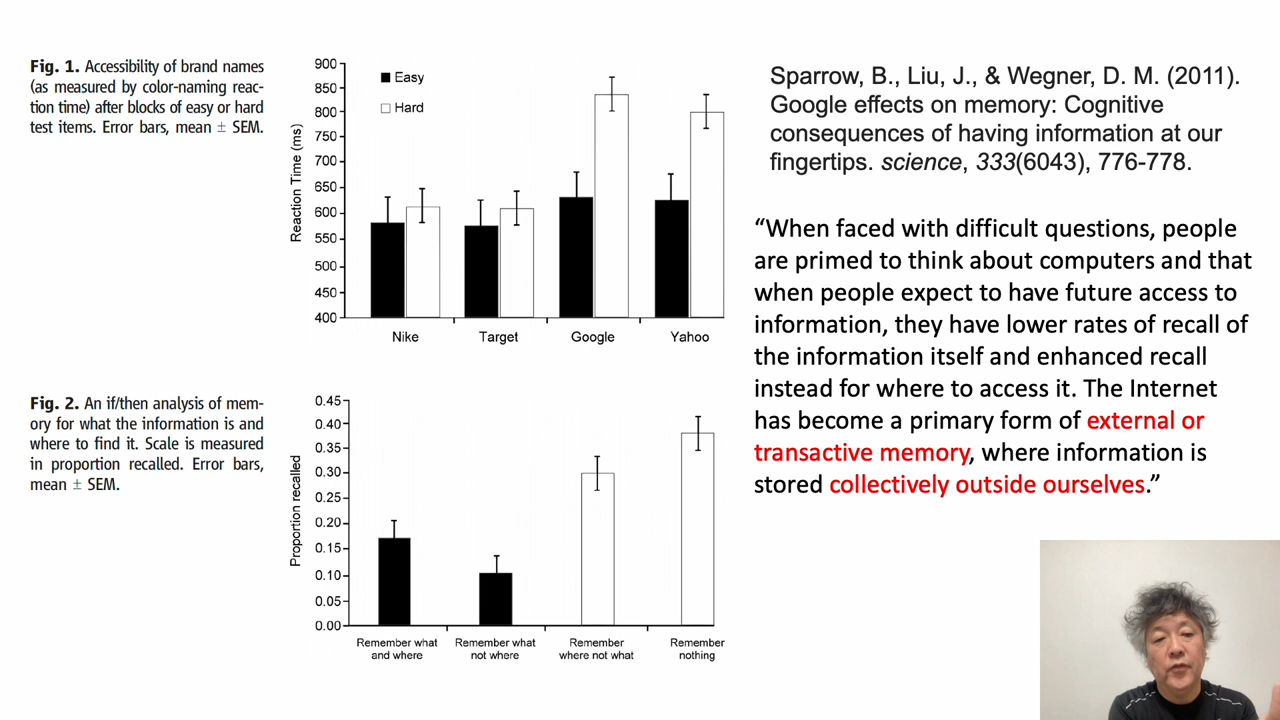 Fig. 1. Accessibility of brand names
(as measured by color-naming reac-
tion time) after blocks of easy or hard
test items. Error bars, mean ± SEM.
900
850
800
750
700
650
600
550
500
450
400
Reaction Time (ms)
Easy
Hard
Nike
Target
Google
Yahoo
Sparrow, B., Liu, J., & Wegner, D. M. (2011).
Google effects on memory: Cognitive
consequences of having information at our
fingertips. science, 333(6043), 776-778.
“When faced with difficult questions, people
are primed to think about computers and that
when people expect to have future access to
information, they have lower rates of recall of
the information itself and enhanced recall
instead for where to access it. The Internet
has become a primary form of external or
transactive memory, where information is
stored collectively outside ourselves.”
Fig. 2. An if/then analysis of mem-
ory for what the information is and
where to find it. Scale is measured
in proportion recalled. Error bars,
mean ± SEM.
0.45
0.40
0.35
0.30
0.25
0.20
0.15
0.10
0.05
0.00
Proportion recalled
Remember what
and where
Remember what
not where
Remember
where not what
Remember
nothing